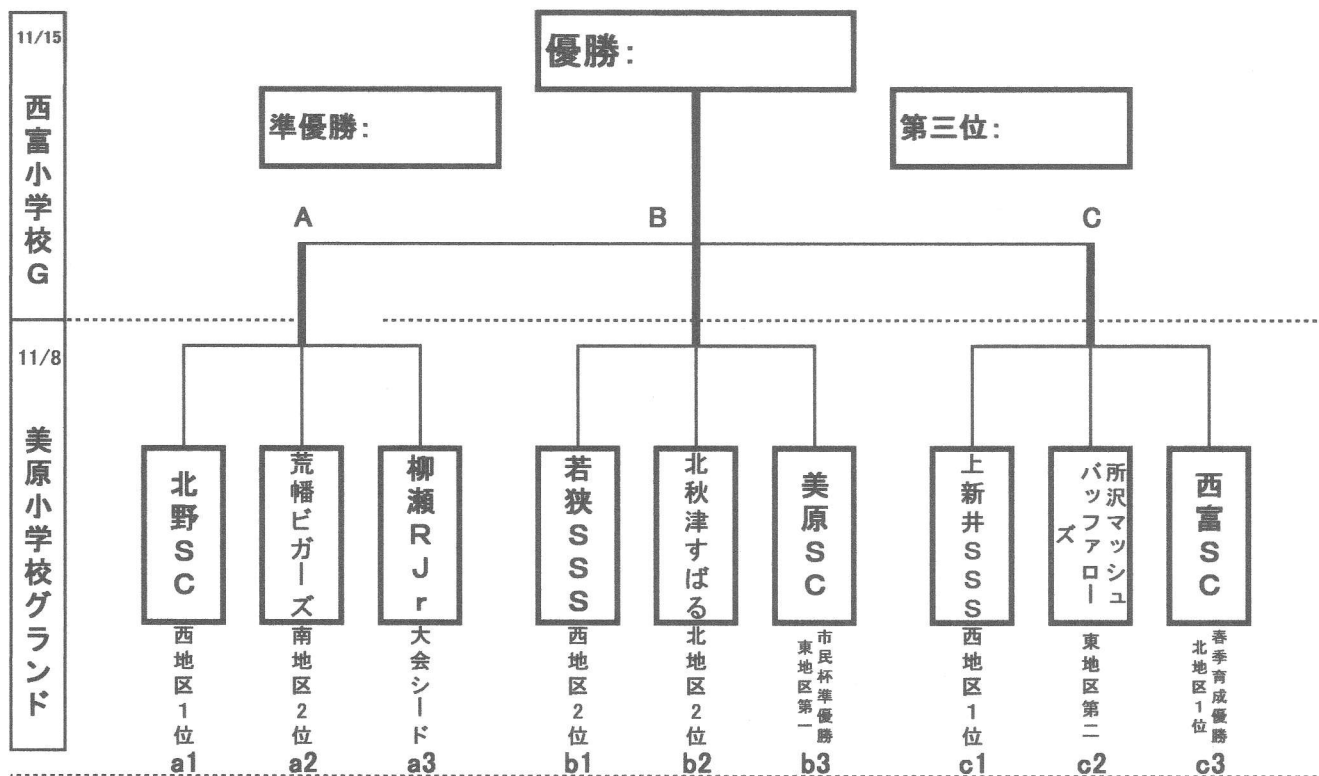 11/15
西富小学校G
優勝:
準優勝:
第三位:
A
B
C
11/8
美原小学校グランド
北野SC
荒幡ビガーズ
柳瀬RJr
若狭SSS
北秋津すばる
美原SC
上新井SSS
所沢マッシュ
バッファロー
ズ
西富SC
西地区1位
南地区2位
大会シード
西地区2位
北地区2位
市民杯準優勝
東地区第一
西地区1位
東地区第二
春季育成優勝
北地区1位
a1
a2
a3
b1
b2
b3
c1
c2
c3